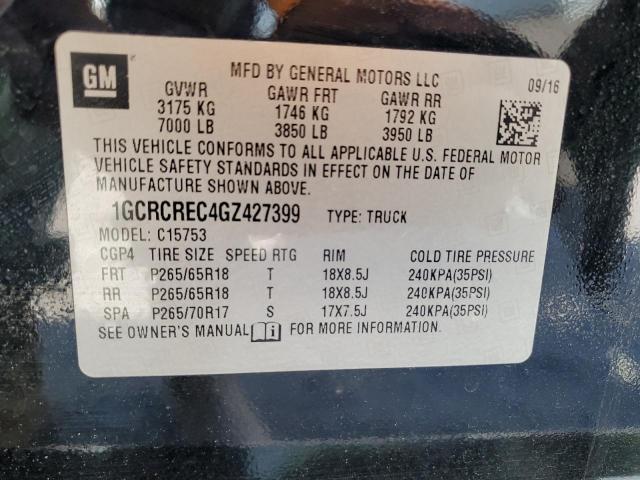 GM
MFD BY GENERAL MOTORS LLC
09/16
GVWR GAWR FRT GAWR RR
3175 KG 1746 KG 1792 KG
7000 LB 3850 LB 3950 LB
THIS VEHICLE CONFORMS TO ALL APPLICABLE U.S. FEDERAL MOTOR
VEHICLE SAFETY STANDARDS IN EFFECT ON THE DATE OF
MANUFACTURE SHOWN ABOVE.
1GCRCREC4GZ427399 TYPE: TRUCK
MODEL: C15753
CGP4 TIRE SIZE SPEED RTG RIM COLD TIRE PRESSURE
FRT P265/65R18 T 18X8.5J 240KPA(35PSI)
RR P265/65R18 T 18X8.5J 240KPA(35PSI)
SPA P265/70R17 S 17X7.5J 240KPA(35PSI)
SEE OWNER'S MANUAL FOR MORE INFORMATION.